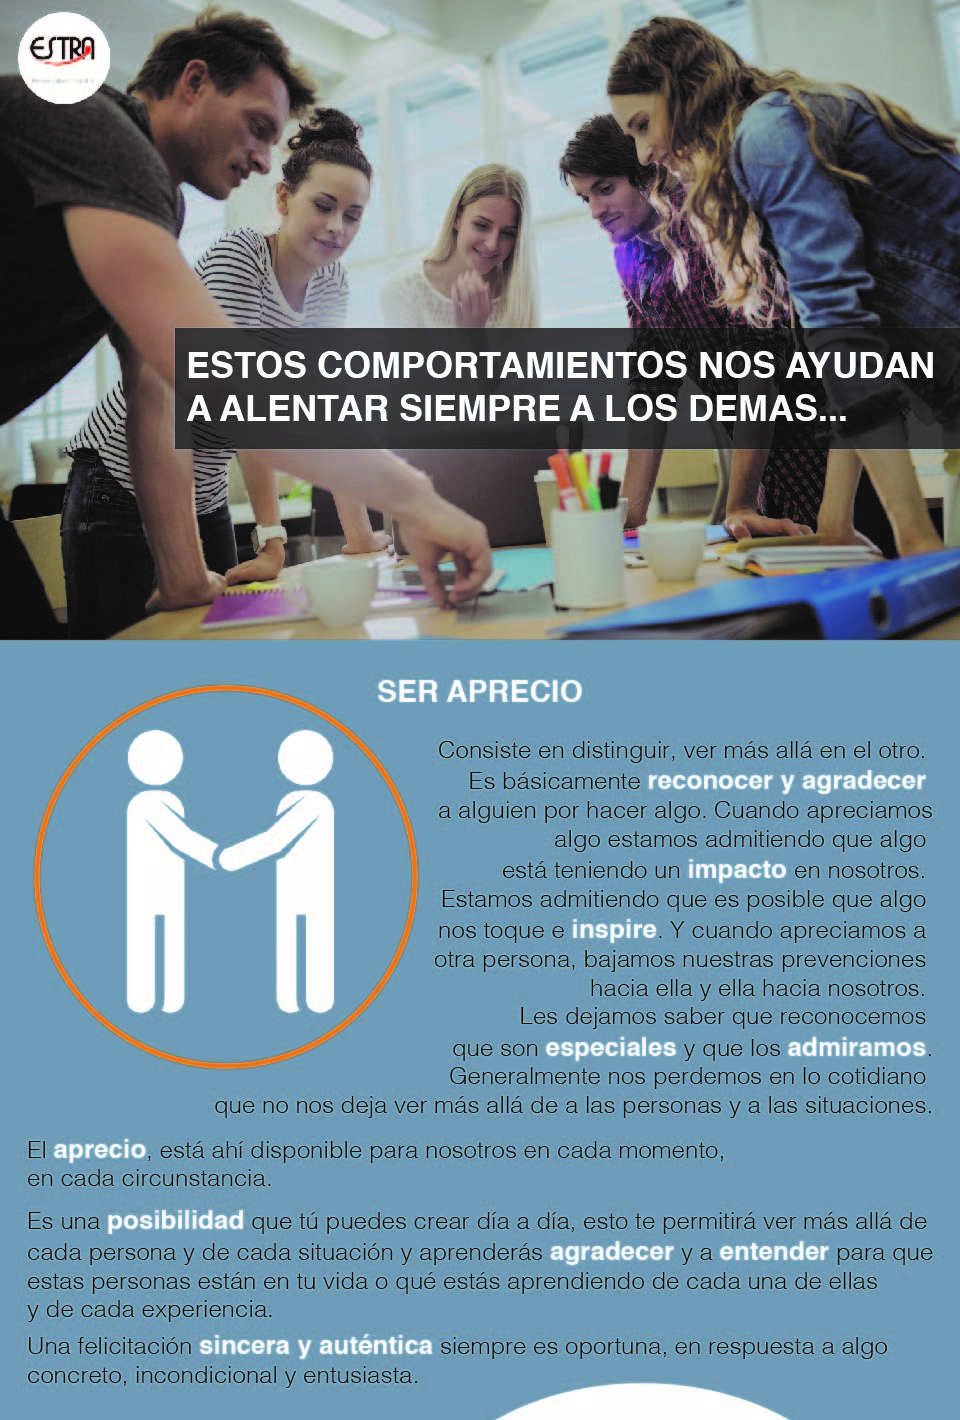 ESTRA
ESTOS COMPORTAMIENTOS NOS AYUDAN
A ALENTAR SIEMPRE A LOS DEMAS...
SER APRECIO
Consiste en distinguir, ver más allá en el otro.
Es básicamente reconocer y agradecer
a alguien por hacer algo. Cuando apreciamos
algo estamos admitiendo que algo
está teniendo un impacto en nosotros.
Estamos admitiendo que es posible que algo
nos toque e inspire. Y cuando apreciamos a
otra persona, bajamos nuestras prevenciones
hacia ella y ella hacia nosotros.
Les dejamos saber que reconocemos
que son especiales y que los admiramos.
Generalmente nos perdemos en lo cotidiano
que no nos deja ver más allá de a las personas y a las situaciones.
El aprecio, está ahí disponible para nosotros en cada momento,
en cada circunstancia.
Es una posibilidad que tú puedes crear día a día, esto te permitirá ver más allá de
cada persona y de cada situación y aprenderás agradecer y a entender para que
estas personas están en tu vida o qué estás aprendiendo de cada una de ellas
y de cada experiencia.
Una felicitación sincera y auténtica siempre es oportuna, en respuesta a algo
concreto, incondicional y entusiasta.